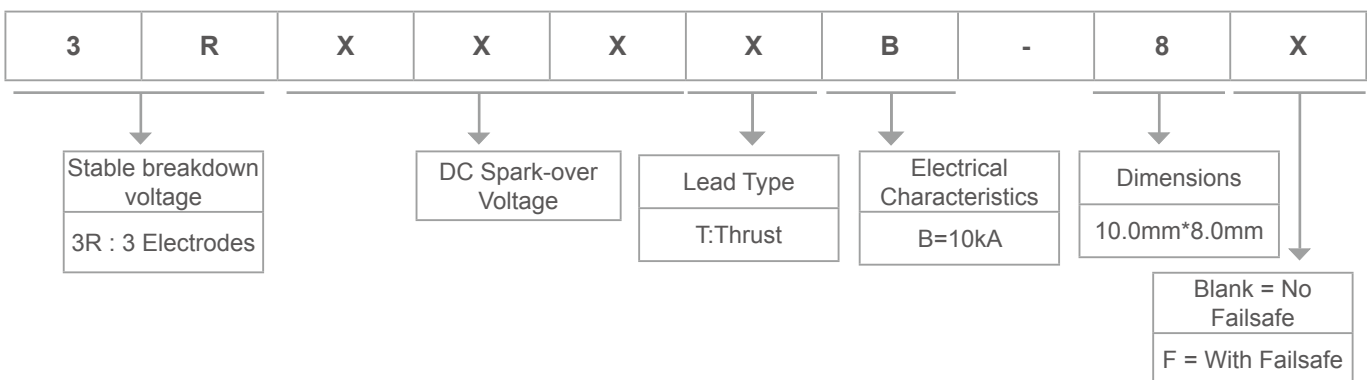 3 R X X X X B - 8 X
Stable breakdown
voltage
3R : 3 Electrodes
DC Spark-over
Voltage
Lead Type
T:Thrust
Electrical
Characteristics
B=10kA
Dimensions
10.0mm*8.0mm
Blank = No
Failsafe
F = With Failsafe